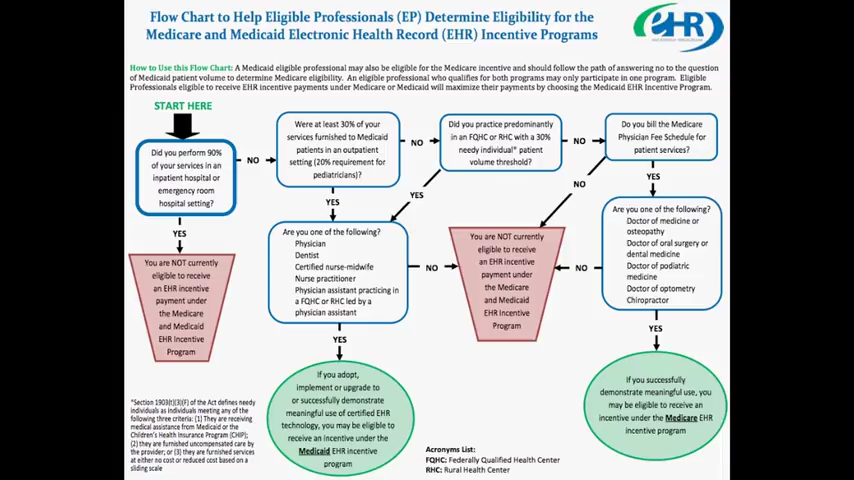 Flow Chart to Help Eligible Professionals (EP) Determine Eligibility for the
Medicare and Medicaid Electronic Health Record (EHR) Incentive Programs
eHR
How to Use this Flow Chart: A Medicaid eligible professional may also be eligible for the Medicare incentive and should follow the path of answering no to the question
of Medicaid patient volume to determine Medicare eligibility. An eligible professional who qualifies for both programs may only participate in one program. Eligible
Professionals eligible to receive EHR incentive payments under Medicare or Medicaid will maximize their payments by choosing the Medicaid EHR Incentive Program.
START HERE
Did you perform 90%
of your services in an
inpatient hospital or
emergency room
hospital setting?
NO
Were at least 30% of your
services furnished to Medicaid
patients in an outpatient
setting (20% requirement for
pediatricians)?
NO
Did you practice predominantly
in an FQHC or RHC with a 30%
needy individual* patient
volume threshold?
NO
Do you bill the Medicare
Physician Fee Schedule for
patient services?
YES
YES
YES
NO
YES
You are NOT currently
eligible to receive
an EHR incentive
payment under
the Medicare
and Medicaid
EHR Incentive
Program
Are you one of the following?
Physician
Dentist
Certified nurse-midwife
Nurse practitioner
Physician assistant practicing in
a FQHC or RHC led by a
physician assistant
NO
You are NOT currently
eligible to receive
an EHR incentive
payment under
the Medicare
and Medicaid
EHR Incentive
Program
NO
Are you one of the following?
Doctor of medicine or
osteopathy
Doctor of oral surgery or
dental medicine
Doctor of podiatric
medicine
Doctor of optometry
Chiropractor
YES
YES
If you adopt,
implement or upgrade to
or successfully demonstrate
meaningful use of certified EHR
technology, you may be eligible to
receive an incentive under the
Medicaid EHR incentive
program
If you successfully
demonstrate meaningful use, you
may be eligible to receive an
incentive under the Medicare EHR
incentive program
*Section 1903(t)(3)(F) of the Act defines needy
individuals as individuals meeting any of the
following three criteria: (1) They are receiving
medical assistance from Medicaid or the
Children's Health Insurance Program (CHIP);
(2) they are furnished uncompensated care by
the provider; or (3) they are furnished services
at either no cost or reduced cost based on a
sliding scale
Acronyms List:
FQHC: Federally Qualified Health Center
RHC: Rural Health Center